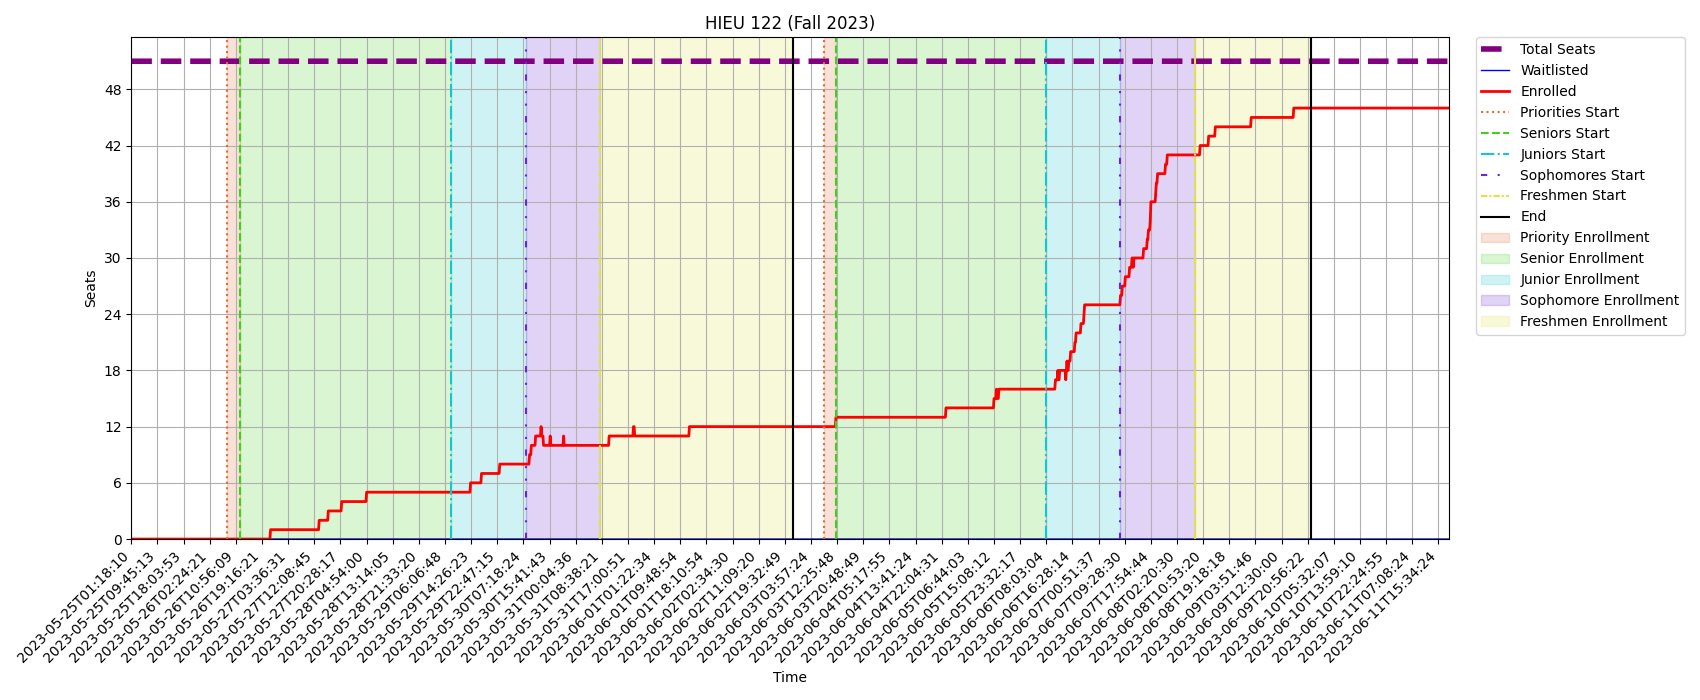 HIEU 122 (Fall 2023)
Seats
48
42
36
30
24
18
12
6
0
2023-05-25T01:18:10
2023-05-25T09:45:13
2023-05-25T18:03:53
2023-05-26T02:24:21
2023-05-26T10:56:09
2023-05-26T19:16:21
2023-05-27T03:36:31
2023-05-27T12:08:45
2023-05-27T20:28:17
2023-05-28T04:54:00
2023-05-28T13:14:05
2023-05-28T21:33:20
2023-05-29T06:06:48
2023-05-29T14:26:23
2023-05-29T22:47:15
2023-05-30T07:18:24
2023-05-30T15:41:43
2023-05-31T00:04:36
2023-05-31T08:38:21
2023-05-31T17:00:51
2023-06-01T01:22:34
2023-06-01T09:48:54
2023-06-01T18:10:54
2023-06-02T02:34:30
2023-06-02T11:09:20
2023-06-02T19:32:49
2023-06-03T03:57:24
2023-06-03T12:25:48
2023-06-03T20:48:49
2023-06-04T05:17:55
2023-06-04T13:41:24
2023-06-04T22:04:31
2023-06-05T06:44:03
2023-06-05T15:08:12
2023-06-05T23:32:17
2023-06-06T08:03:04
2023-06-06T16:28:14
2023-06-07T00:51:37
2023-06-07T09:28:30
2023-06-07T17:54:44
2023-06-08T02:20:30
2023-06-08T10:53:20
2023-06-08T19:18:18
2023-06-09T03:51:46
2023-06-09T12:30:00
2023-06-09T20:56:22
2023-06-10T05:32:07
2023-06-10T13:59:10
2023-06-10T22:24:55
2023-06-11T07:08:24
2023-06-11T15:34:24
Time
Total Seats
Waitlisted
Enrolled
Priorities Start
Seniors Start
Juniors Start
Sophomores Start
Freshmen Start
End
Priority Enrollment
Senior Enrollment
Junior Enrollment
Sophomore Enrollment
Freshmen Enrollment